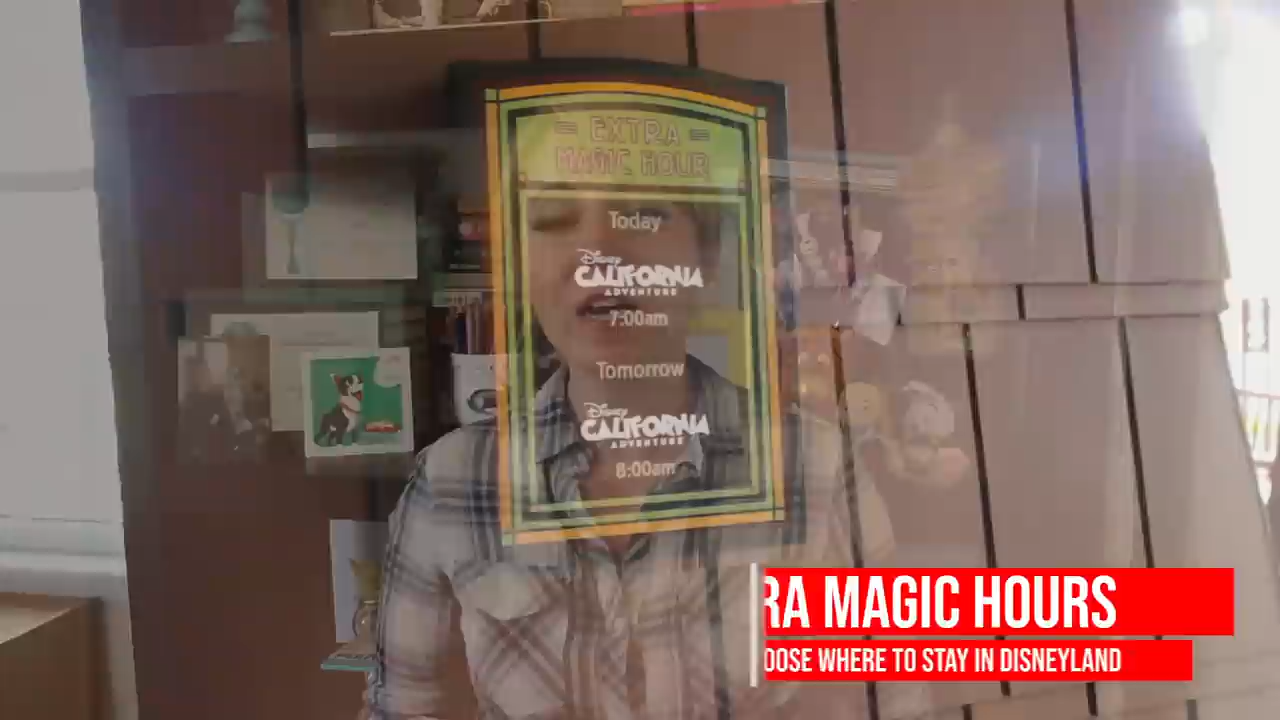 = EXTRA =
MAGIC HOUR
Today
Disney
CALIFORNIA
ADVENTURE
7:00am
Tomorrow
Disney
CALIFORNIA
ADVENTURE
8:00am
RA MAGIC HOURS
OOSE WHERE TO STAY IN DISNEYLAND